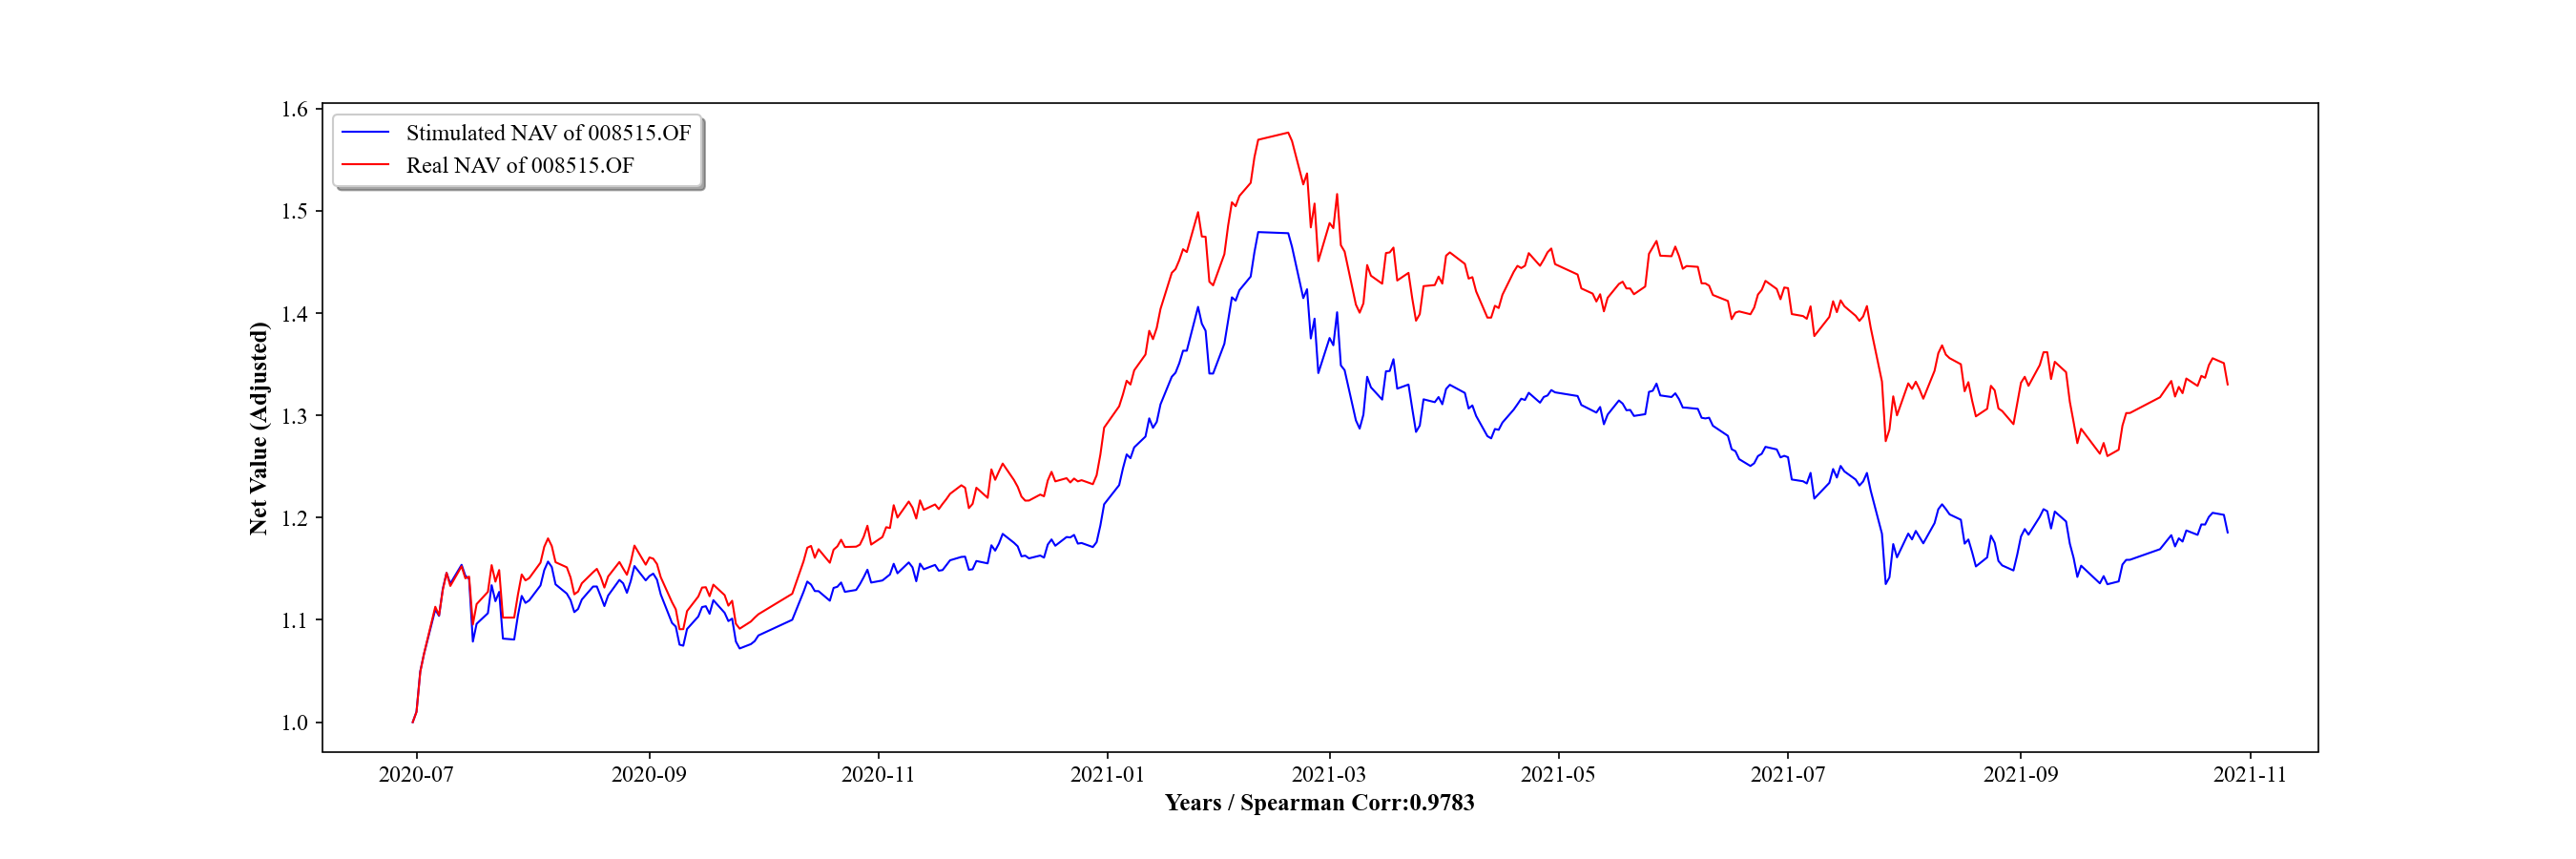 1.6
Stimulated NAV of 008515.OF
Real NAV of 008515.OF
1.5
1.4
1.3
1.2
1.1
1.0
Net Value (Adjusted)
2020-07 2020-09 2020-11 2021-01 2021-03 2021-05 2021-07 2021-09 2021-11
Years / Spearman Corr:0.9783